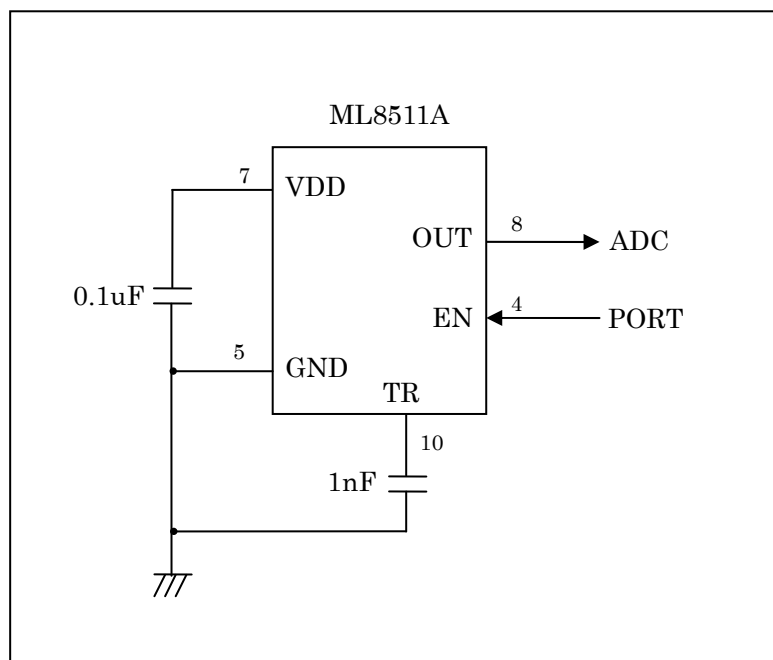 ML8511A
7
VDD
OUT
8
ADC
0.1uF
EN
4
PORT
5
GND
TR
10
1nF